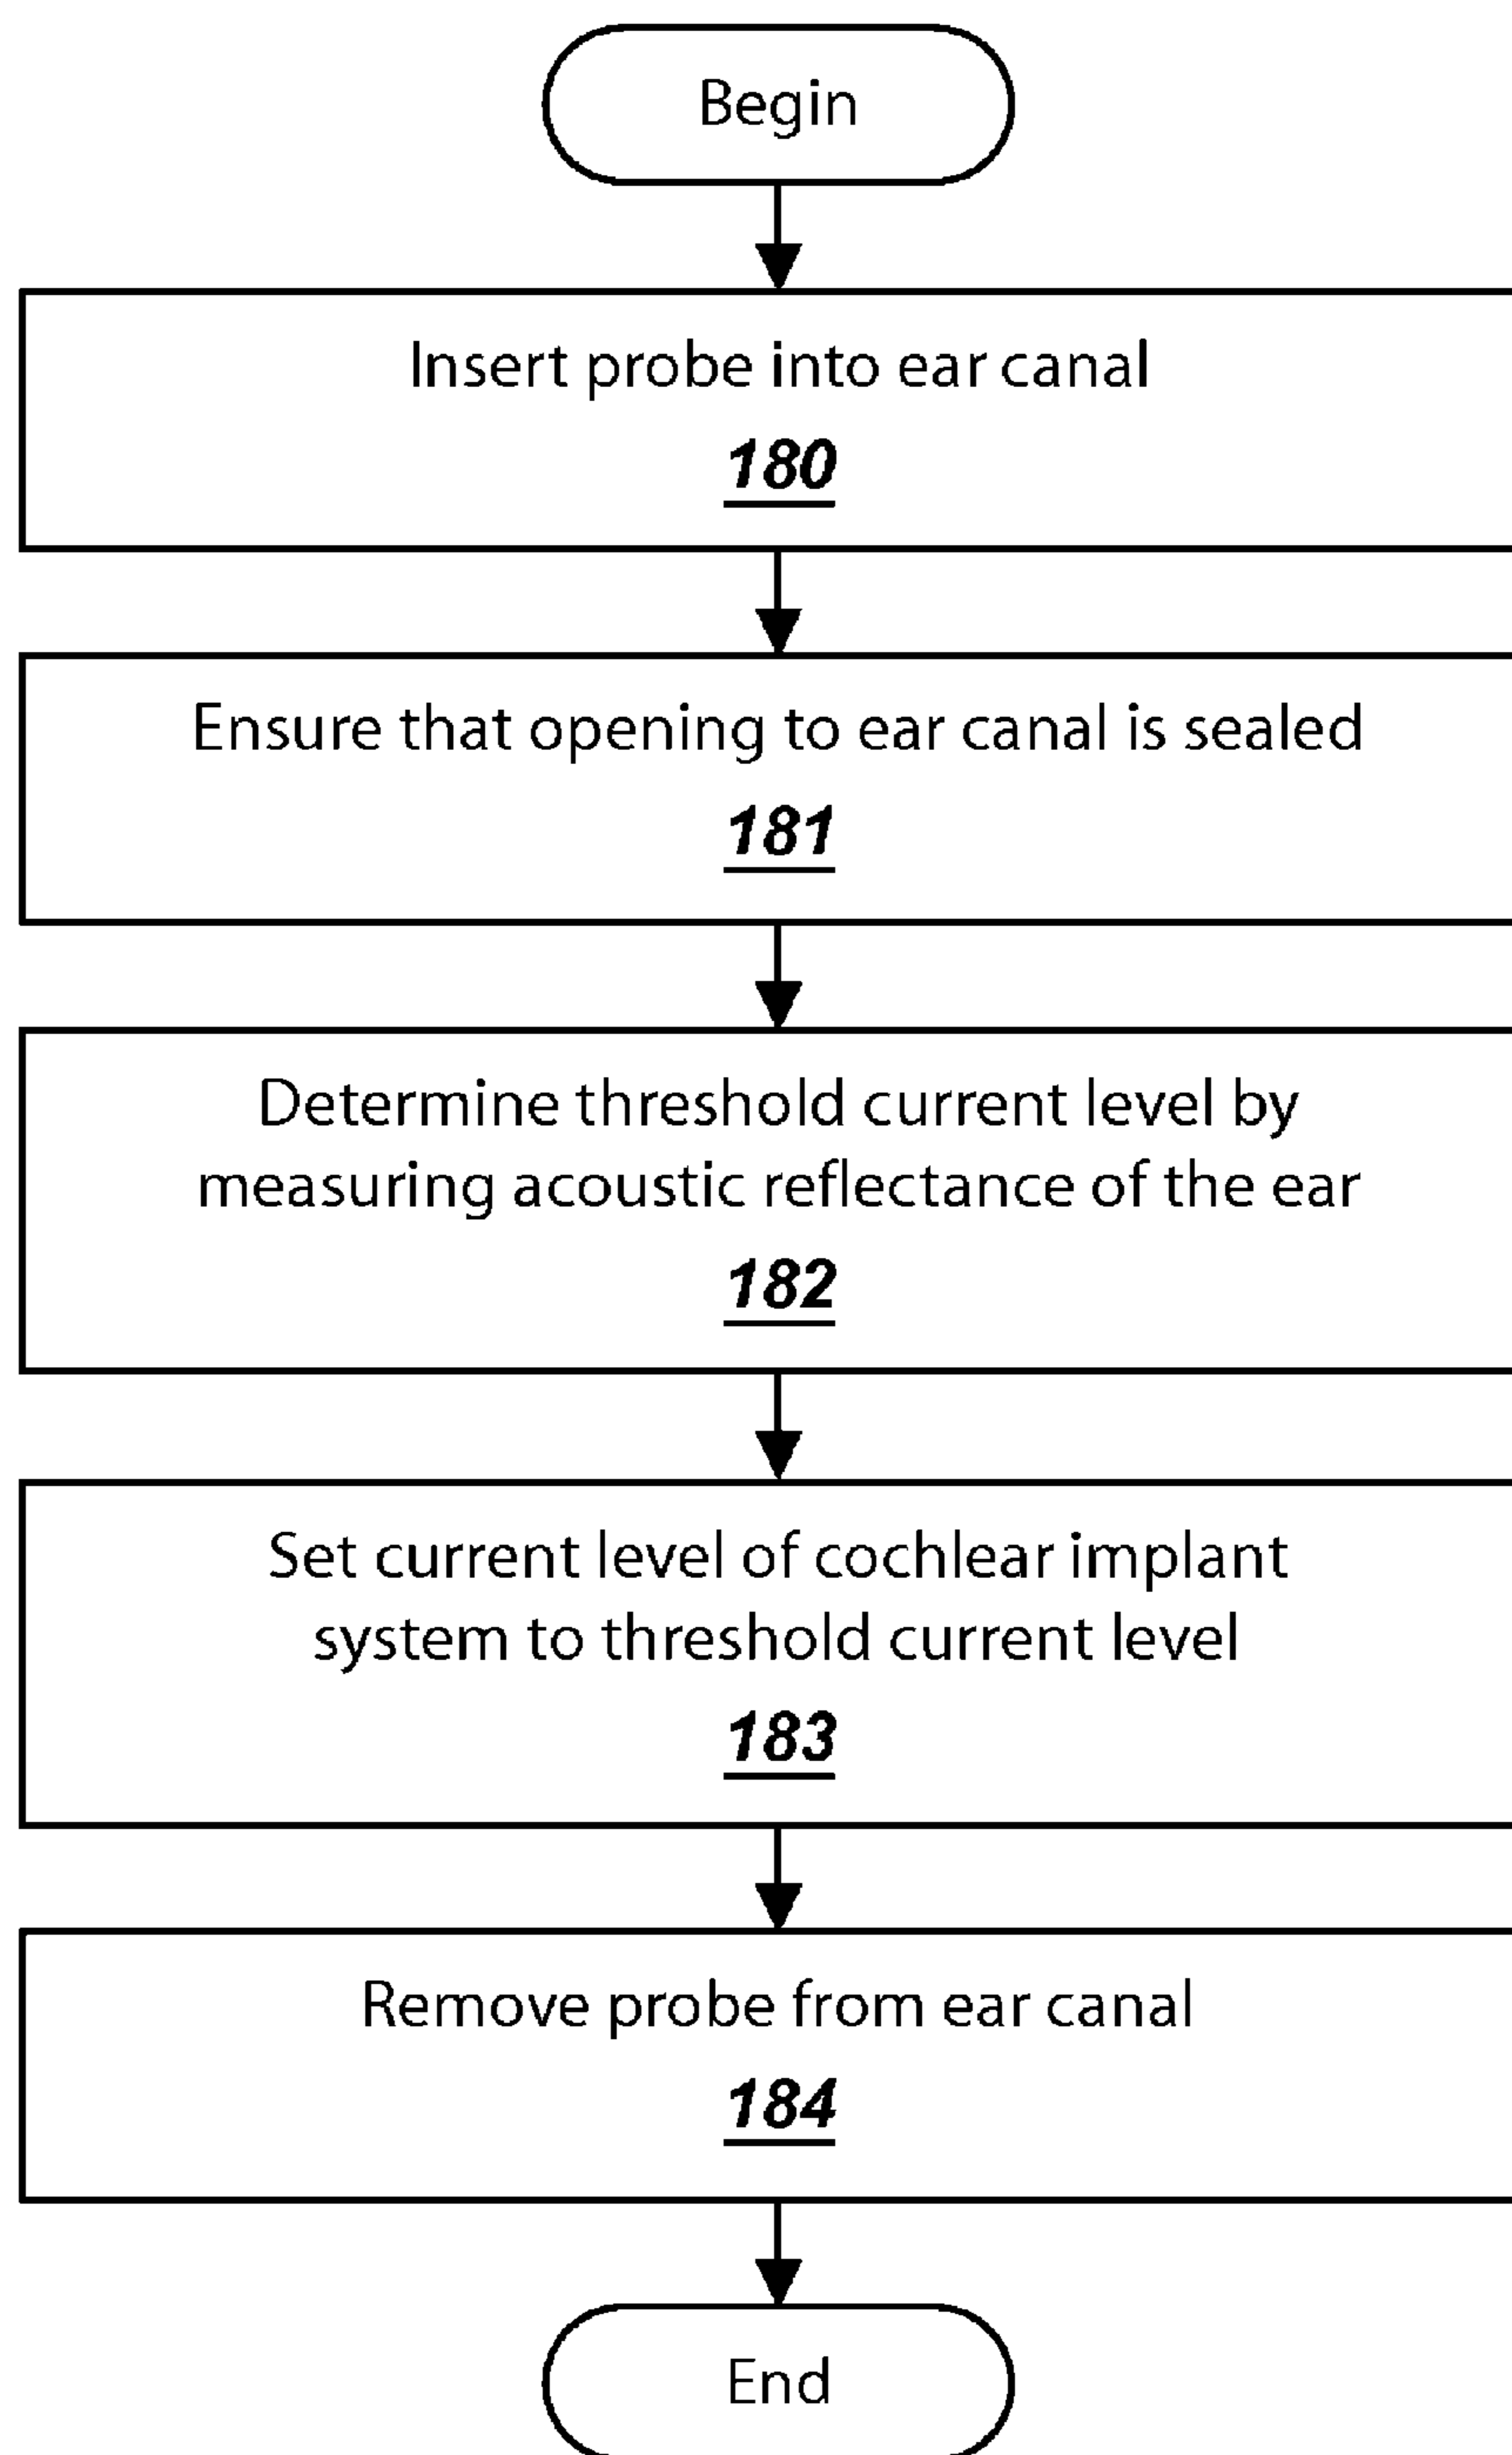 Begin
Insert probe into ear canal
180
Ensure that opening to ear canal is sealed
181
Determine threshold current level by
measuring acoustic reflectance of the ear
182
Set current level of cochlear implant
system to threshold current level
183
Remove probe from ear canal
184
End